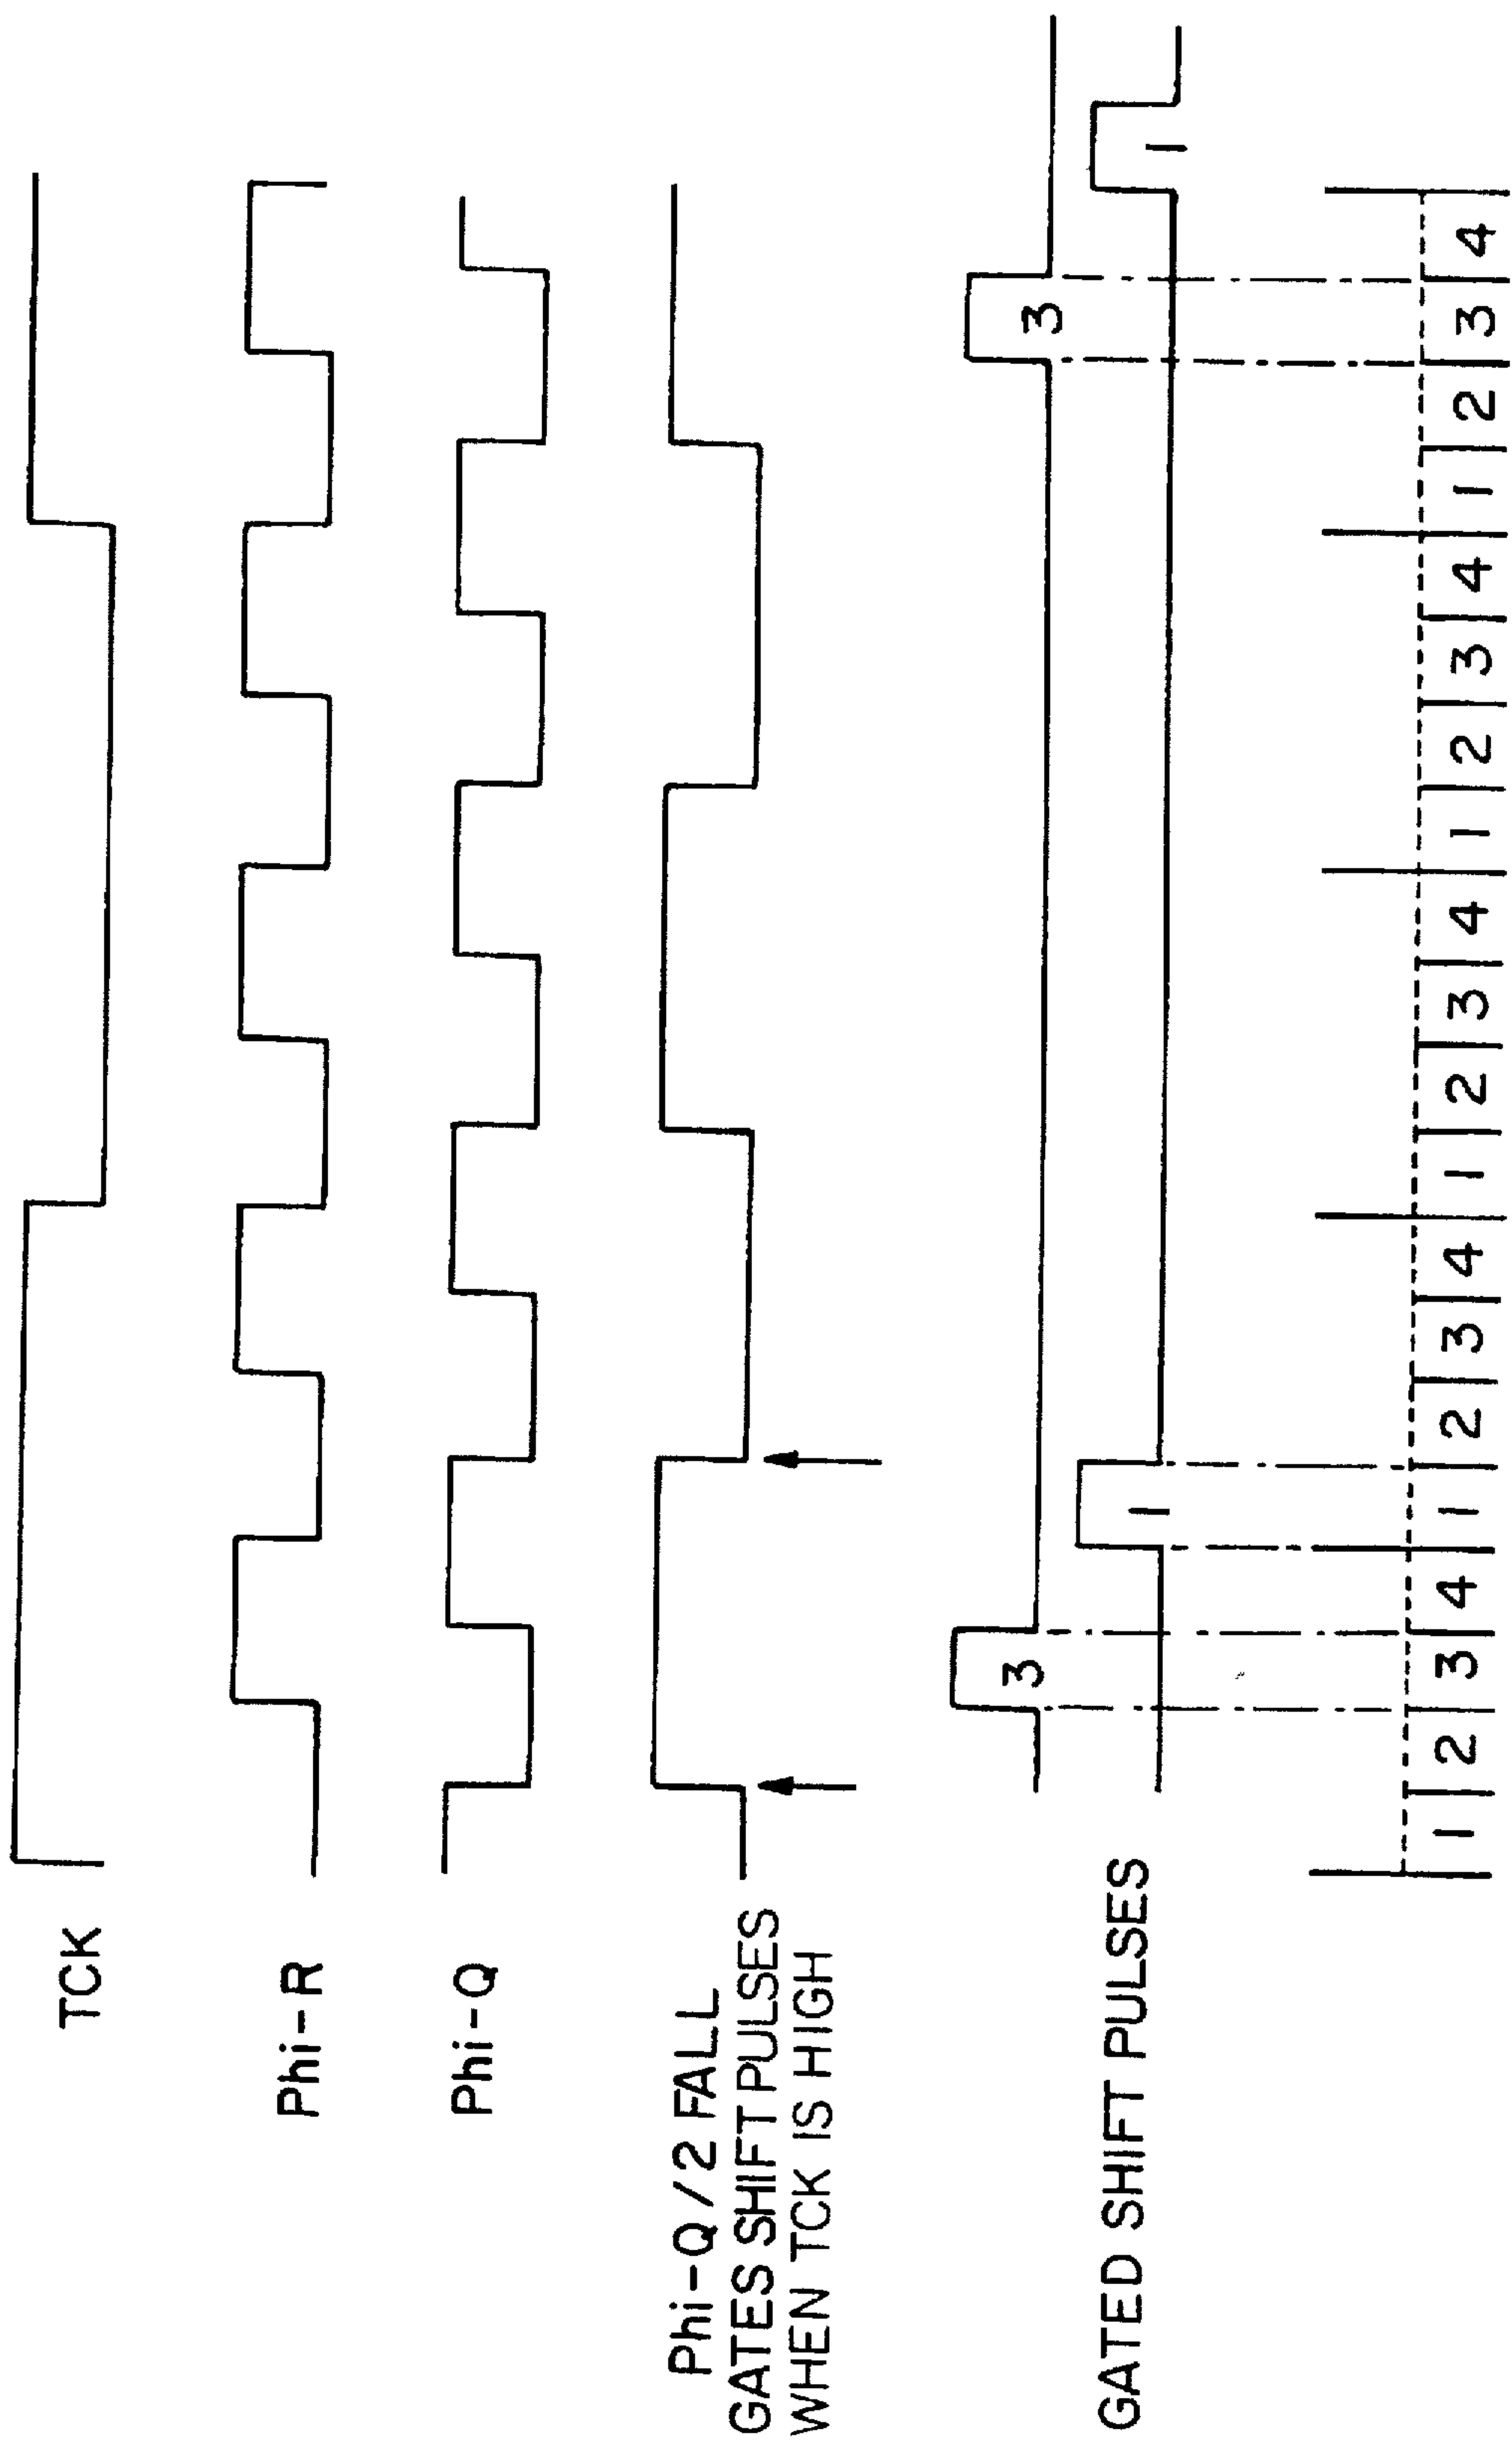 TCK
Phi-R
Phi-Q
Phi-Q/2 FALL
GATES SHIFT PULSES
WHEN TCK IS HIGH
3 3
1 1
GATED SHIFT PULSES
1 2 3 4 1 2 3 4 1 2 3 4 1 2 3 4 1 2 3 4